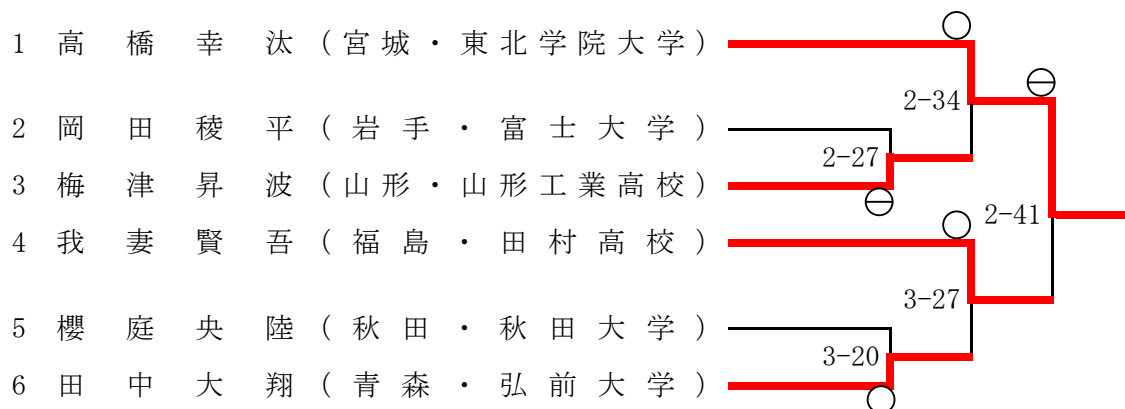 1 高橋幸汰(宮城・東北学院大学)
2-34
2 岡田稜平(岩手・富士大学)
2-27
3 梅津昇波(山形・山形工業高校)
2-41
4 我妻賢吾(福島・田村高校)
3-27
5 櫻庭央陸(秋田・秋田大学)
3-20
6 田中大翔(青森・弘前大学)